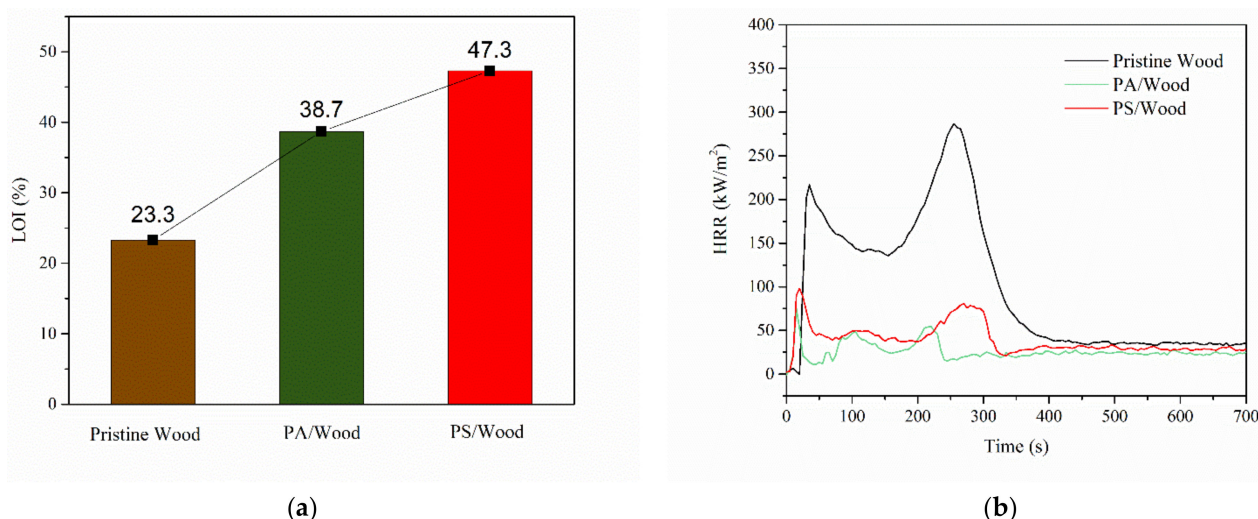 LOI (%)
50
40
30
20
10
0
23.3
38.7
47.3
Pristine Wood
PA/Wood
PS/Wood
(a)
HRR (kW/m²)
400
350
300
250
200
150
100
50
0
Pristine Wood
PA/Wood
PS/Wood
0 100 200 300 400 500 600 700
Time (s)
(b)